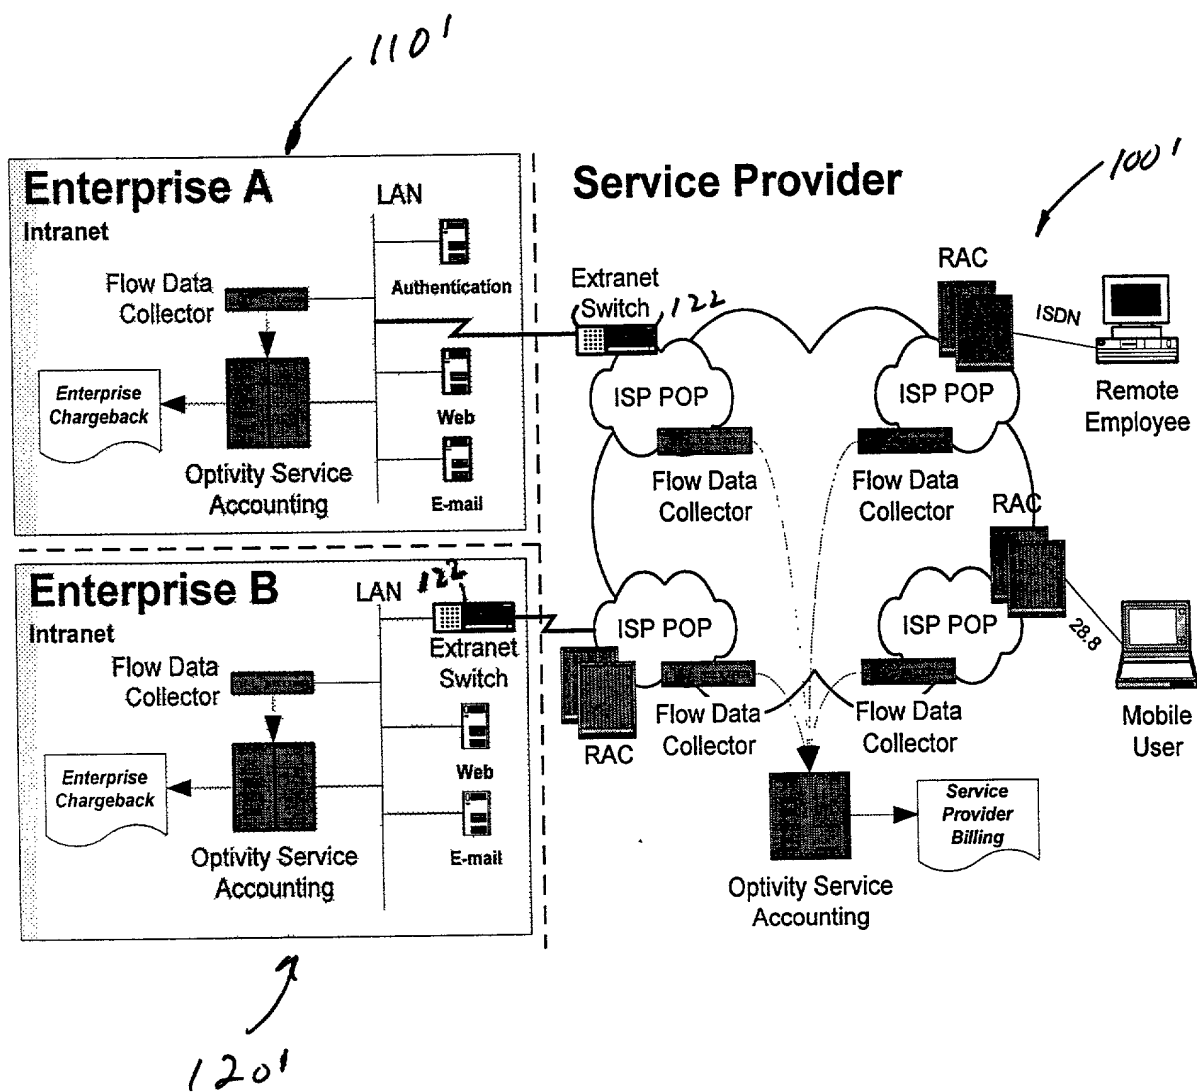 110'
100'
Enterprise A
Intranet
LAN
Flow Data
Collector
Authentication
Enterprise
Chargeback
Web
Optivity Service
Accounting
E-mail
Service Provider
Extranet
Switch
122
RAC
ISDN
ISP POP
ISP POP
Remote
Employee
Flow Data
Collector
Flow Data
Collector
RAC
Enterprise B
Intranet
LAN
122
Extranet
Switch
Flow Data
Collector
Web
Enterprise
Chargeback
Optivity Service
Accounting
E-mail
ISP POP
ISP POP
28.8
RAC
Flow Data
Collector
Flow Data
Collector
Mobile
User
Service
Provider
Billing
Optivity Service
Accounting
120'